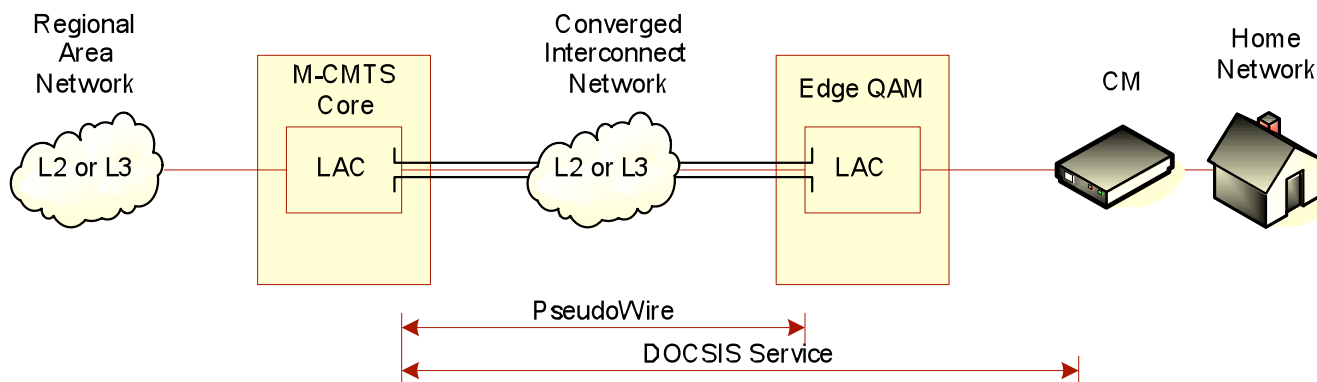 Regional
Area
Network
M-CMTS
Core
Converged
Interconnect
Network
Edge QAM
CM
Home
Network
L2 or L3
LAC
L2 or L3
LAC
PseudoWire
DOCSIS Service